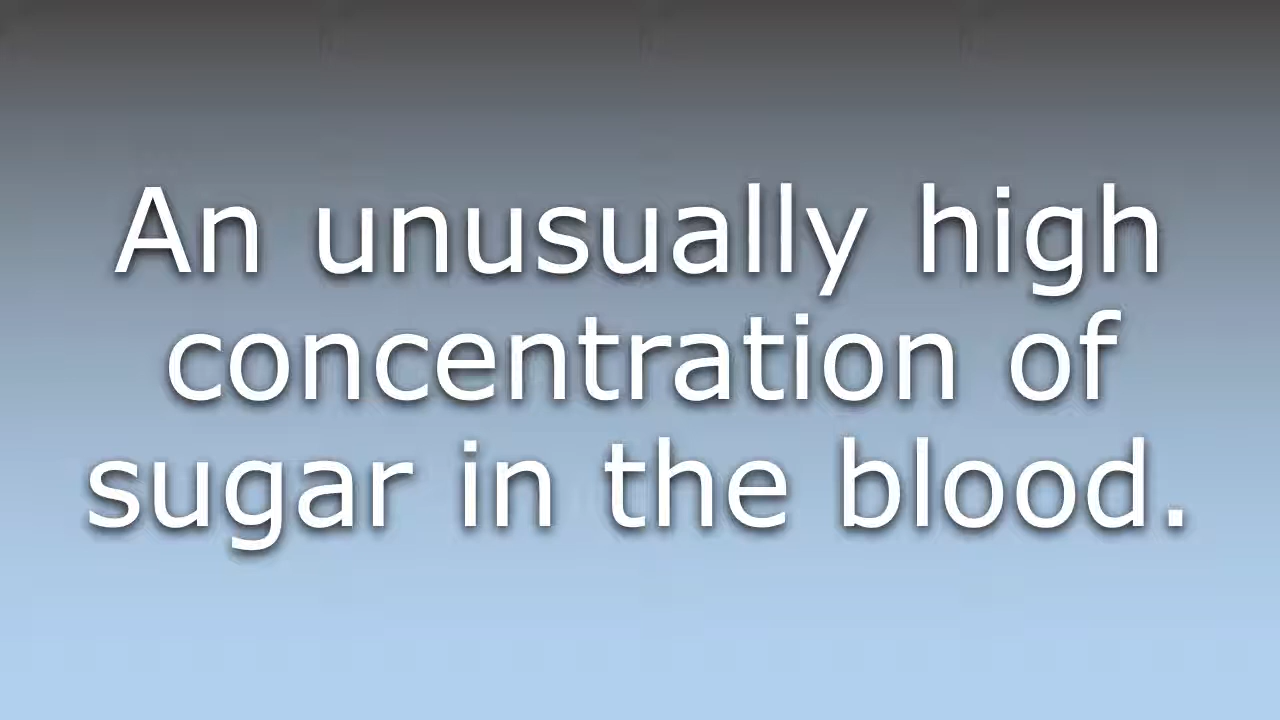 An unusually high
concentration of
sugar in the blood.